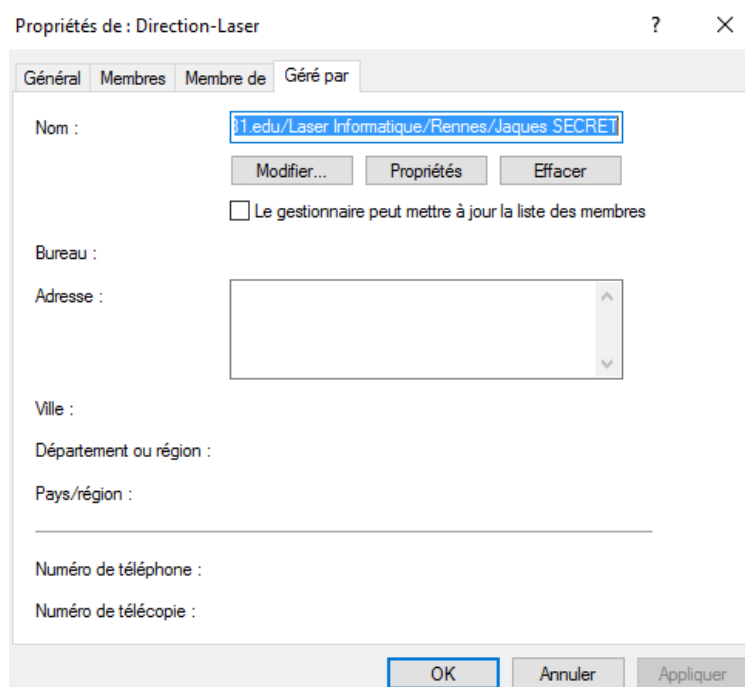 Propriétés de : Direction-Laser ? ×
Général Membres Membre de Géré par
Nom : 31.edu/Laser Informatique/Rennes/Jaques SECRET
Modifier... Propriétés Effacer
Le gestionnaire peut mettre à jour la liste des membres
Bureau :
Adresse :
Ville :
Département ou région :
Pays/région :
Numéro de téléphone :
Numéro de télécopie :
OK Annuler Appliquer